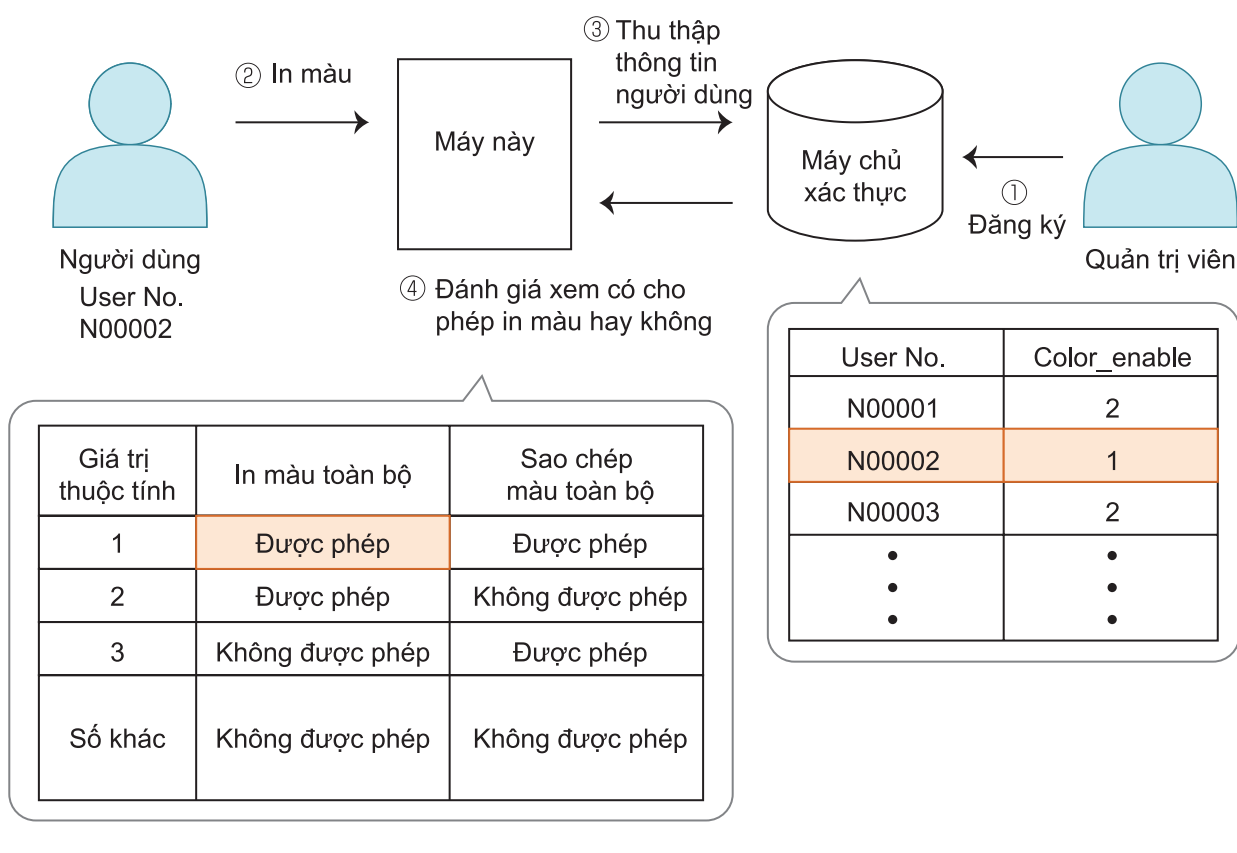 ② In màu
Máy này
③ Thu thập
thông tin
người dùng
Máy chủ
xác thực
①
Đăng ký
Người dùng
User No.
N00002
Quản trị viên
④ Đánh giá xem có cho
phép in màu hay không
User No. Color_enable
N00001 2
N00002 1
N00003 2
Giá trị
thuộc tính
In màu toàn bộ
Sao chép
màu toàn bộ
1 Được phép Được phép
2 Được phép Không được phép
3 Không được phép Được phép
Số khác Không được phép Không được phép